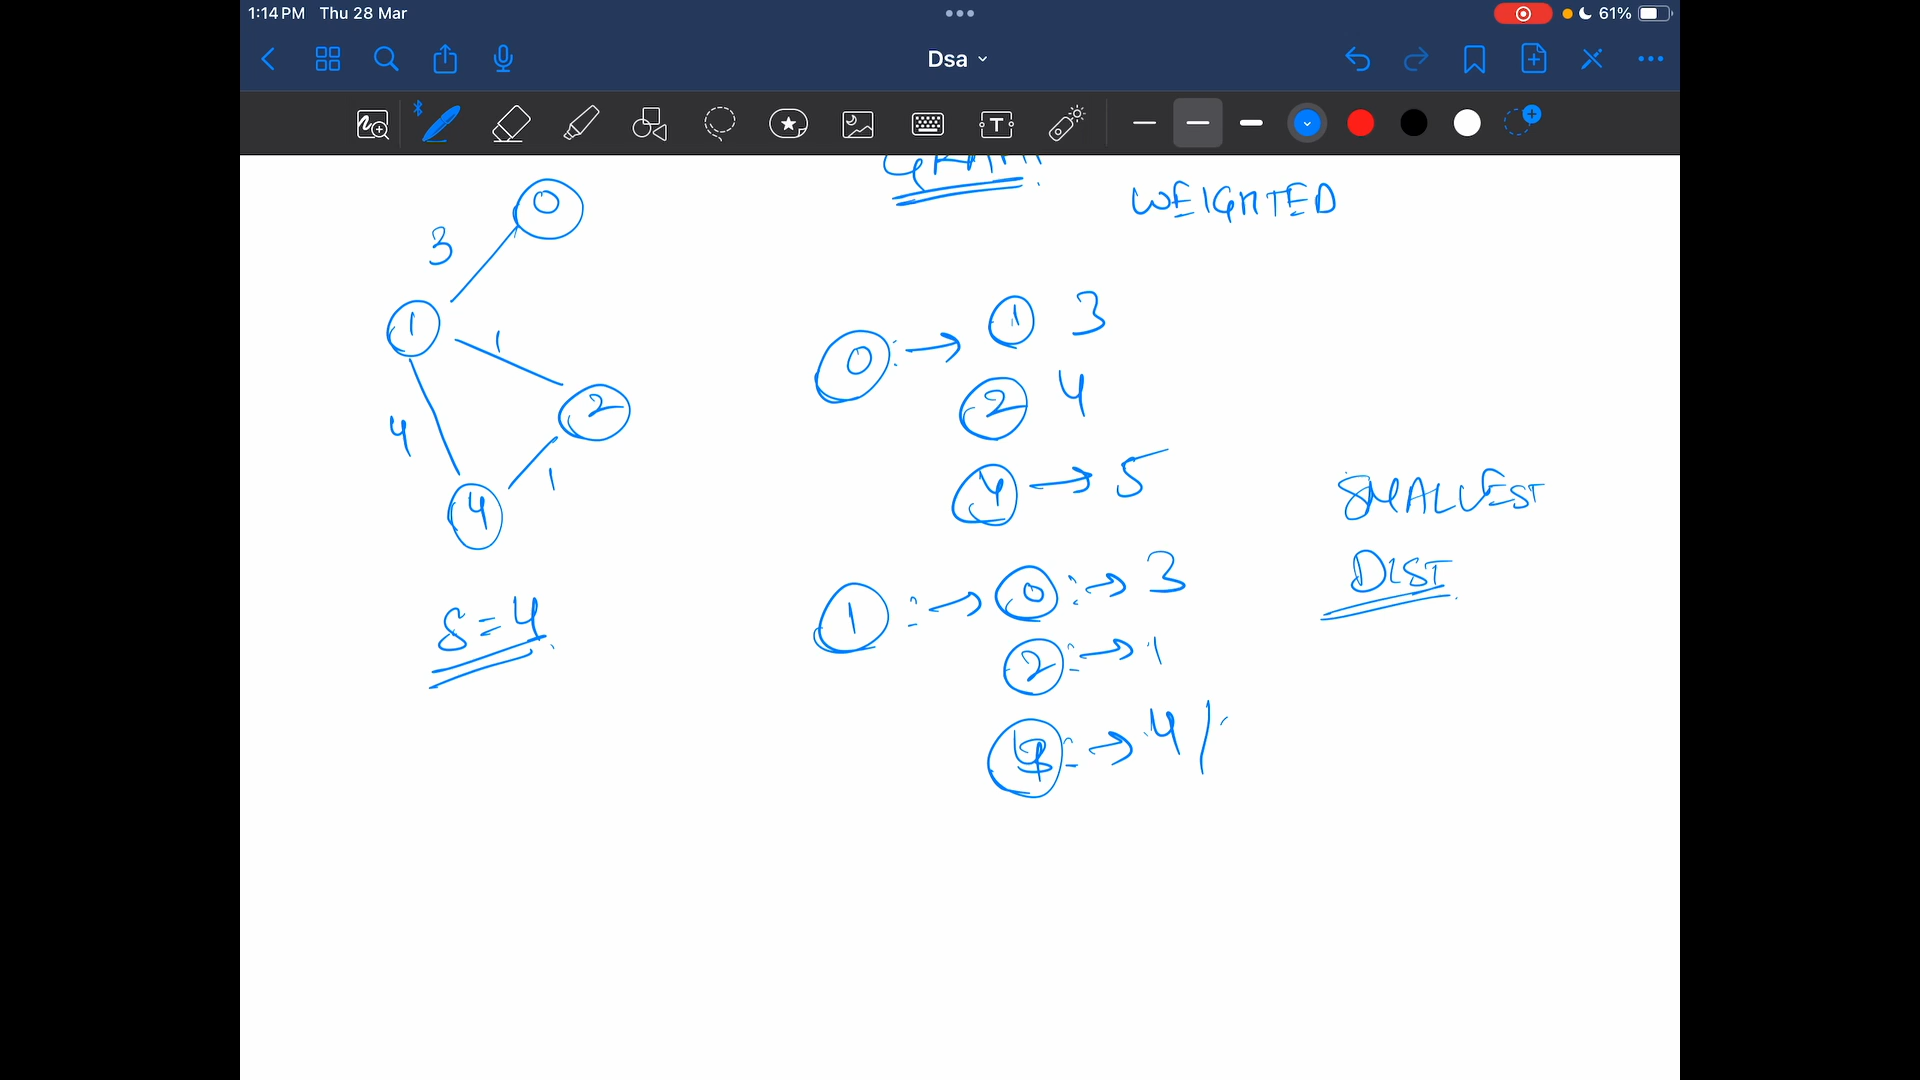 1:14 PM Thu 28 Mar
61%
Dsa
T
WEIGHTED
0
3
1
1
2
4
1
4
S=4
0 : → 1 3
2 4
4 → 5
1 : → 0 : → 3
2 : → 1
: → 4 /
SMALLEST
DIST